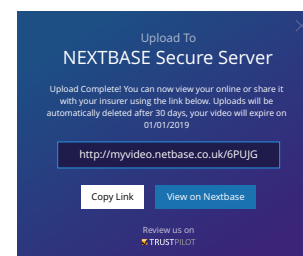 Upload To
NEXTBASE Secure Server
Upload Complete! You can now view your online or share it
with your insurer using the link below. Uploads will be
automatically deleted after 30 days, your video will expire on
01/01/2019
http://myvideo.netbase.co.uk/6PUJG
Copy Link
View on Nextbase
Review us on
TRUSTPILOT